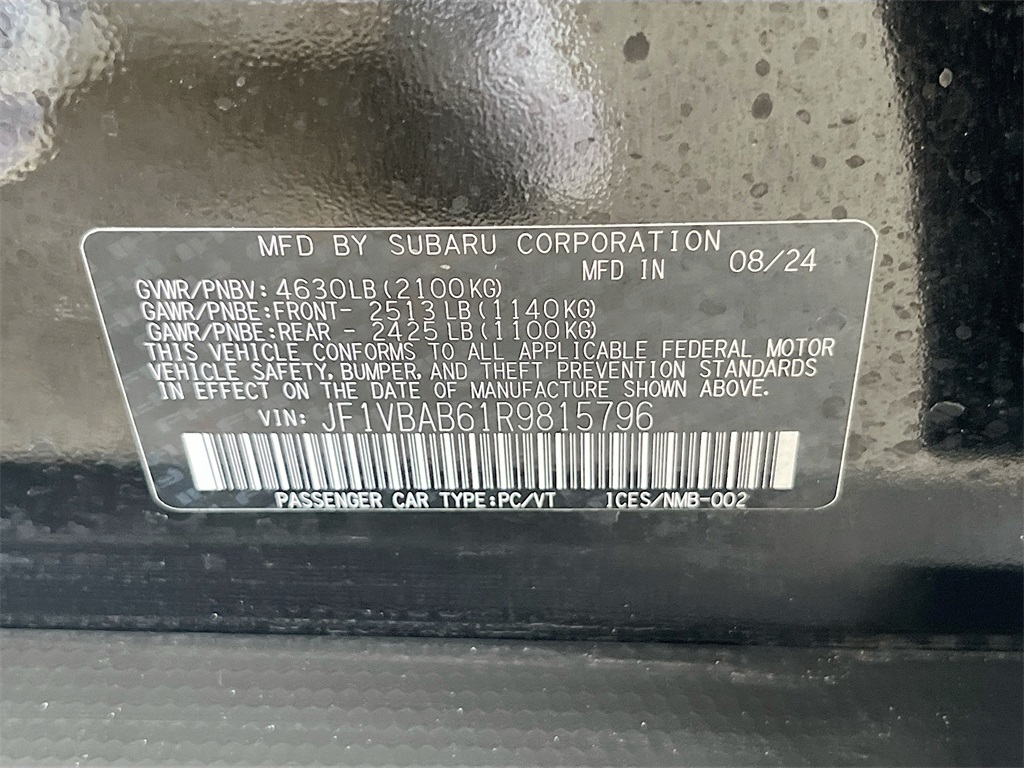 MFD BY SUBARU CORPORATION
MFD IN 08/24
GVWR/PNBV: 4630LB(2100KG)
GAWR/PNBE:FRONT- 2513LB(1140KG)
GAWR/PNBE:REAR - 2425LB(1100KG)
THIS VEHICLE CONFORMS TO ALL APPLICABLE FEDERAL MOTOR
VEHICLE SAFETY, BUMPER, AND THEFT PREVENTION STANDARDS
IN EFFECT ON THE DATE OF MANUFACTURE SHOWN ABOVE.
VIN: JF1VBAB61R9815796
PASSENGER CAR TYPE:PC/VT ICES/NMB-002